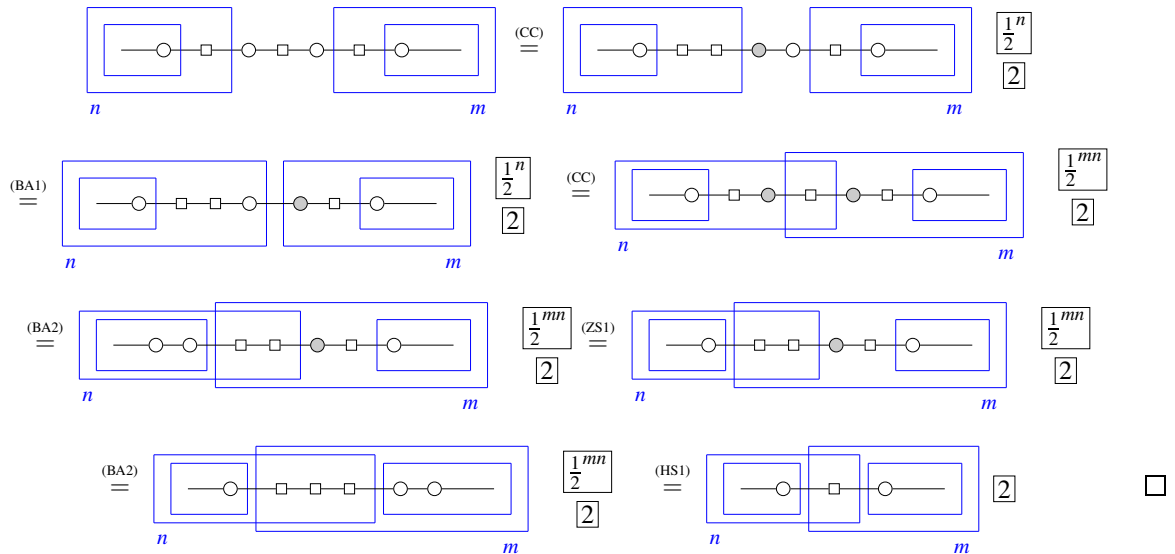 (CC) = 1/2 n
2
n m n m
(BA1) = 1/2 n (CC) = 1/2 mn
2 2
n m n m
(BA2) = 1/2 mn (ZS1) = 1/2 mn
2 2
n m n m
(BA2) = 1/2 mn (HS1) = 2 □
2
n m n m